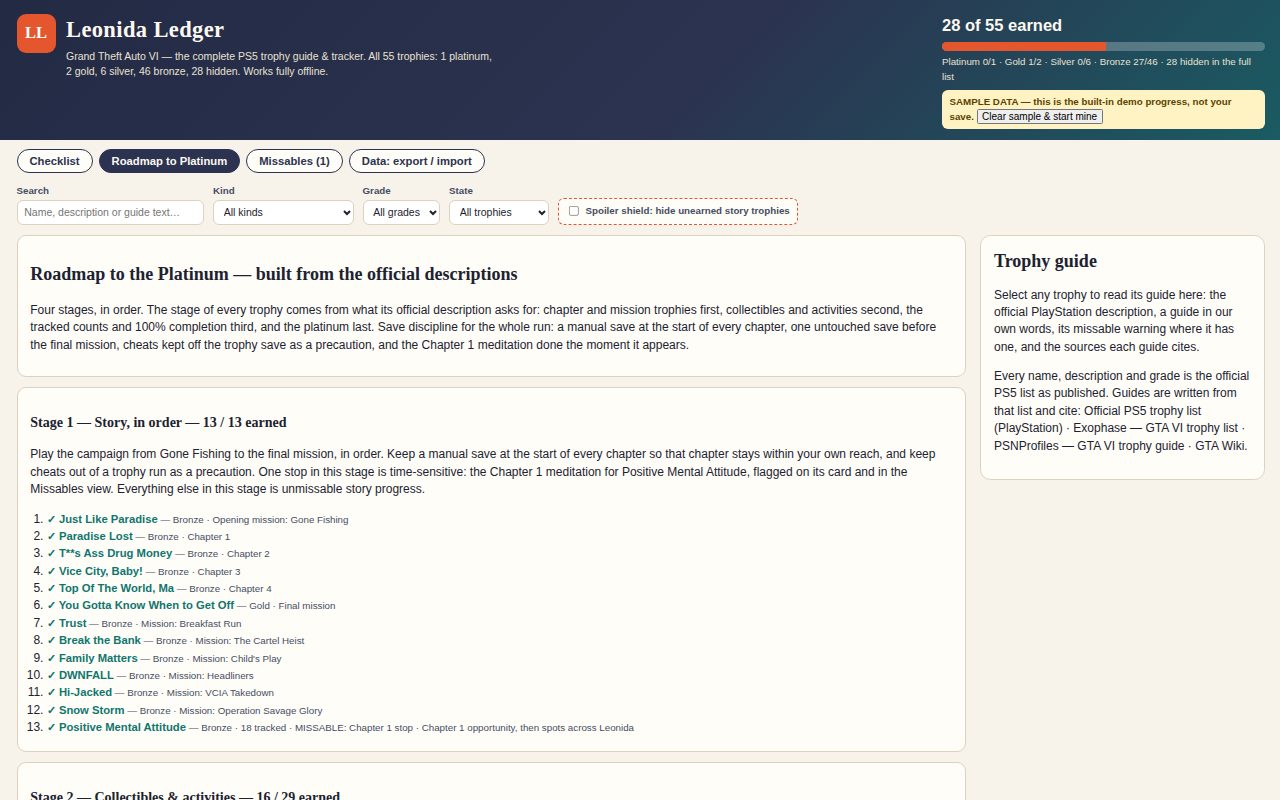 LL
Leonida Ledger
Grand Theft Auto VI — the complete PS5 trophy guide & tracker. All 55 trophies: 1 platinum,
2 gold, 6 silver, 46 bronze, 28 hidden. Works fully offline.
28 of 55 earned
Platinum 0/1 · Gold 1/2 · Silver 0/6 · Bronze 27/46 · 28 hidden in the full
list
SAMPLE DATA — this is the built-in demo progress, not your
save. Clear sample & start mine
Checklist
Roadmap to Platinum
Missables (1)
Data: export / import
Search
Kind
Grade
State
Name, description or guide text…
All kinds
All grades
All trophies
Spoiler shield: hide unearned story trophies
Roadmap to the Platinum — built from the official descriptions
Four stages, in order. The stage of every trophy comes from what its official description asks for: chapter and mission trophies first, collectibles and activities second, the
tracked counts and 100% completion third, and the platinum last. Save discipline for the whole run: a manual save at the start of every chapter, one untouched save before
the final mission, cheats kept off the trophy save as a precaution, and the Chapter 1 meditation done the moment it appears.
Stage 1 — Story, in order — 13 / 13 earned
Play the campaign from Gone Fishing to the final mission, in order. Keep a manual save at the start of every chapter so that chapter stays within your own reach, and keep
cheats out of a trophy run as a precaution. One stop in this stage is time-sensitive: the Chapter 1 meditation for Positive Mental Attitude, flagged on its card and in the
Missables view. Everything else in this stage is unmissable story progress.
1. ✓ Just Like Paradise — Bronze · Opening mission: Gone Fishing
2. ✓ Paradise Lost — Bronze · Chapter 1
3. ✓ T**s Ass Drug Money — Bronze · Chapter 2
4. ✓ Vice City, Baby! — Bronze · Chapter 3
5. ✓ Top Of The World, Ma — Bronze · Chapter 4
6. ✓ You Gotta Know When to Get Off — Gold · Final mission
7. ✓ Trust — Bronze · Mission: Breakfast Run
8. ✓ Break the Bank — Bronze · Mission: The Cartel Heist
9. ✓ Family Matters — Bronze · Mission: Child's Play
10. ✓ DWNFALL — Bronze · Mission: Headliners
11. ✓ Hi-Jacked — Bronze · Mission: VCIA Takedown
12. ✓ Snow Storm — Bronze · Mission: Operation Savage Glory
13. ✓ Positive Mental Attitude — Bronze · 18 tracked · MISSABLE: Chapter 1 stop · Chapter 1 opportunity, then spots across Leonida
Stage 2 — Collectibles & activities — 16 / 29 earned
Trophy guide
Select any trophy to read its guide here: the
official PlayStation description, a guide in our
own words, its missable warning where it has
one, and the sources each guide cites.
Every name, description and grade is the official
PS5 list as published. Guides are written from
that list and cite: Official PS5 trophy list
(PlayStation) · Exophase — GTA VI trophy list ·
PSNProfiles — GTA VI trophy guide · GTA Wiki.